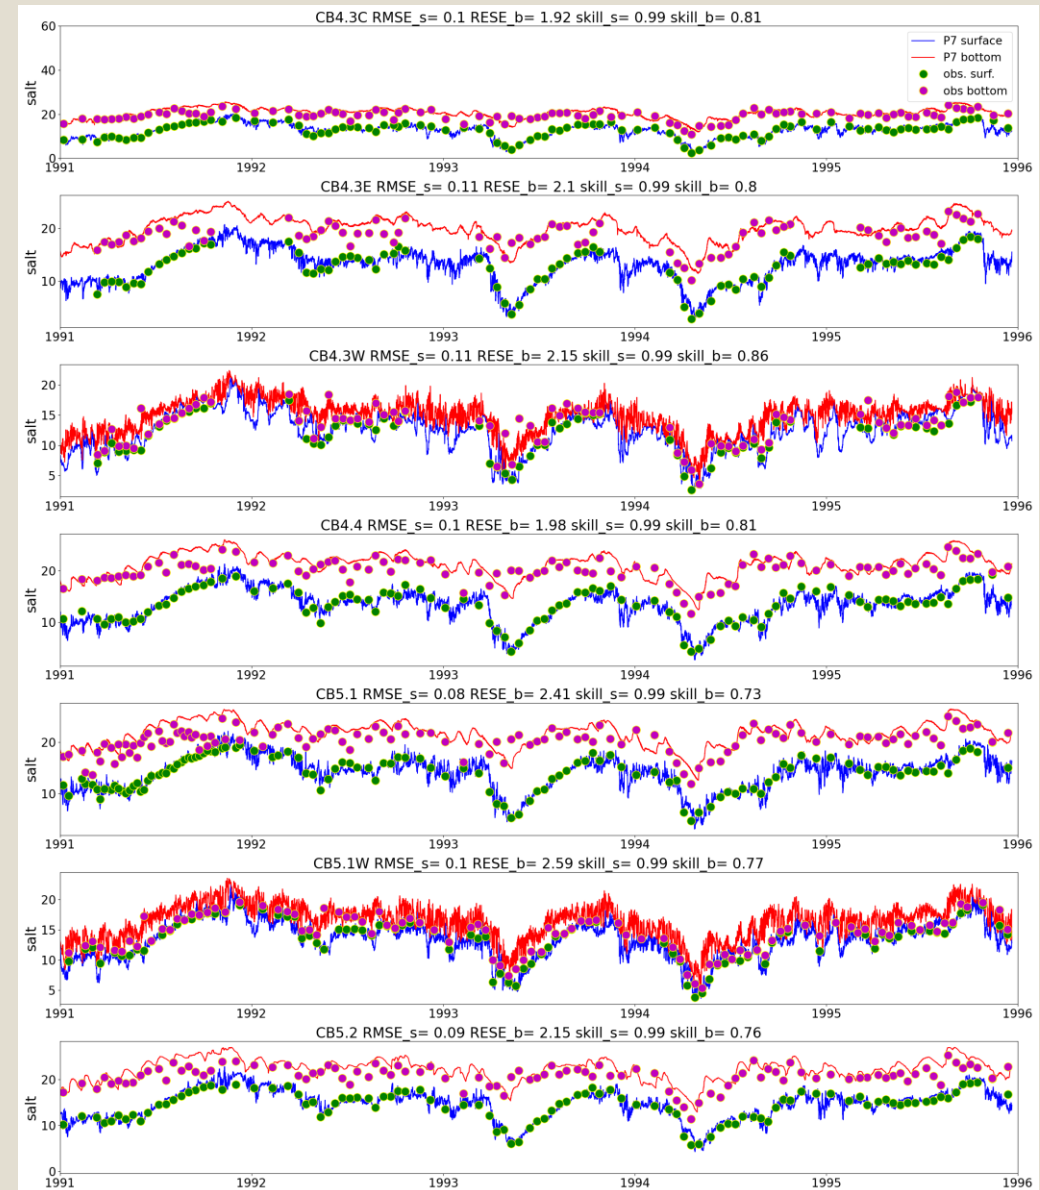 CB4.3C RMSE_s= 0.1 RESE_b= 1.92 skill_s= 0.99 skill_b= 0.81
60
40
20
0
salt
P7 surface
P7 bottom
obs. surf.
obs bottom
1991 1992 1993 1994 1995 1996
CB4.3E RMSE_s= 0.11 RESE_b= 2.1 skill_s= 0.99 skill_b= 0.8
20
10
salt
1991 1992 1993 1994 1995 1996
CB4.3W RMSE_s= 0.11 RESE_b= 2.15 skill_s= 0.99 skill_b= 0.86
20
15
10
5
salt
1991 1992 1993 1994 1995 1996
CB4.4 RMSE_s= 0.1 RESE_b= 1.98 skill_s= 0.99 skill_b= 0.81
20
10
salt
1991 1992 1993 1994 1995 1996
CB5.1 RMSE_s= 0.08 RESE_b= 2.41 skill_s= 0.99 skill_b= 0.73
20
10
salt
1991 1992 1993 1994 1995 1996
CB5.1W RMSE_s= 0.1 RESE_b= 2.59 skill_s= 0.99 skill_b= 0.77
20
15
10
5
salt
1991 1992 1993 1994 1995 1996
CB5.2 RMSE_s= 0.09 RESE_b= 2.15 skill_s= 0.99 skill_b= 0.76
20
10
0
salt
1991 1992 1993 1994 1995 1996